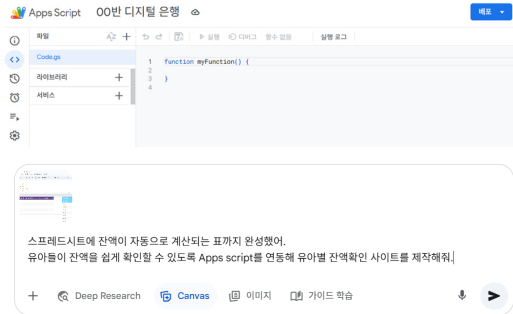 Apps Script 00반 디지털 은행
배포
파일
실행 디버그 함수 없음 실행 로그
Code.gs
라이브러리
서비스
1 function myFunction() {
2
3 }
4
스프레드시트에 잔액이 자동으로 계산되는 표까지 완성했어.
유아들이 잔액을 쉽게 확인할 수 있도록 Apps script를 연동해 유아별 잔액확인 사이트를 제작해줘.
Deep Research Canvas 이미지 가이드 학습